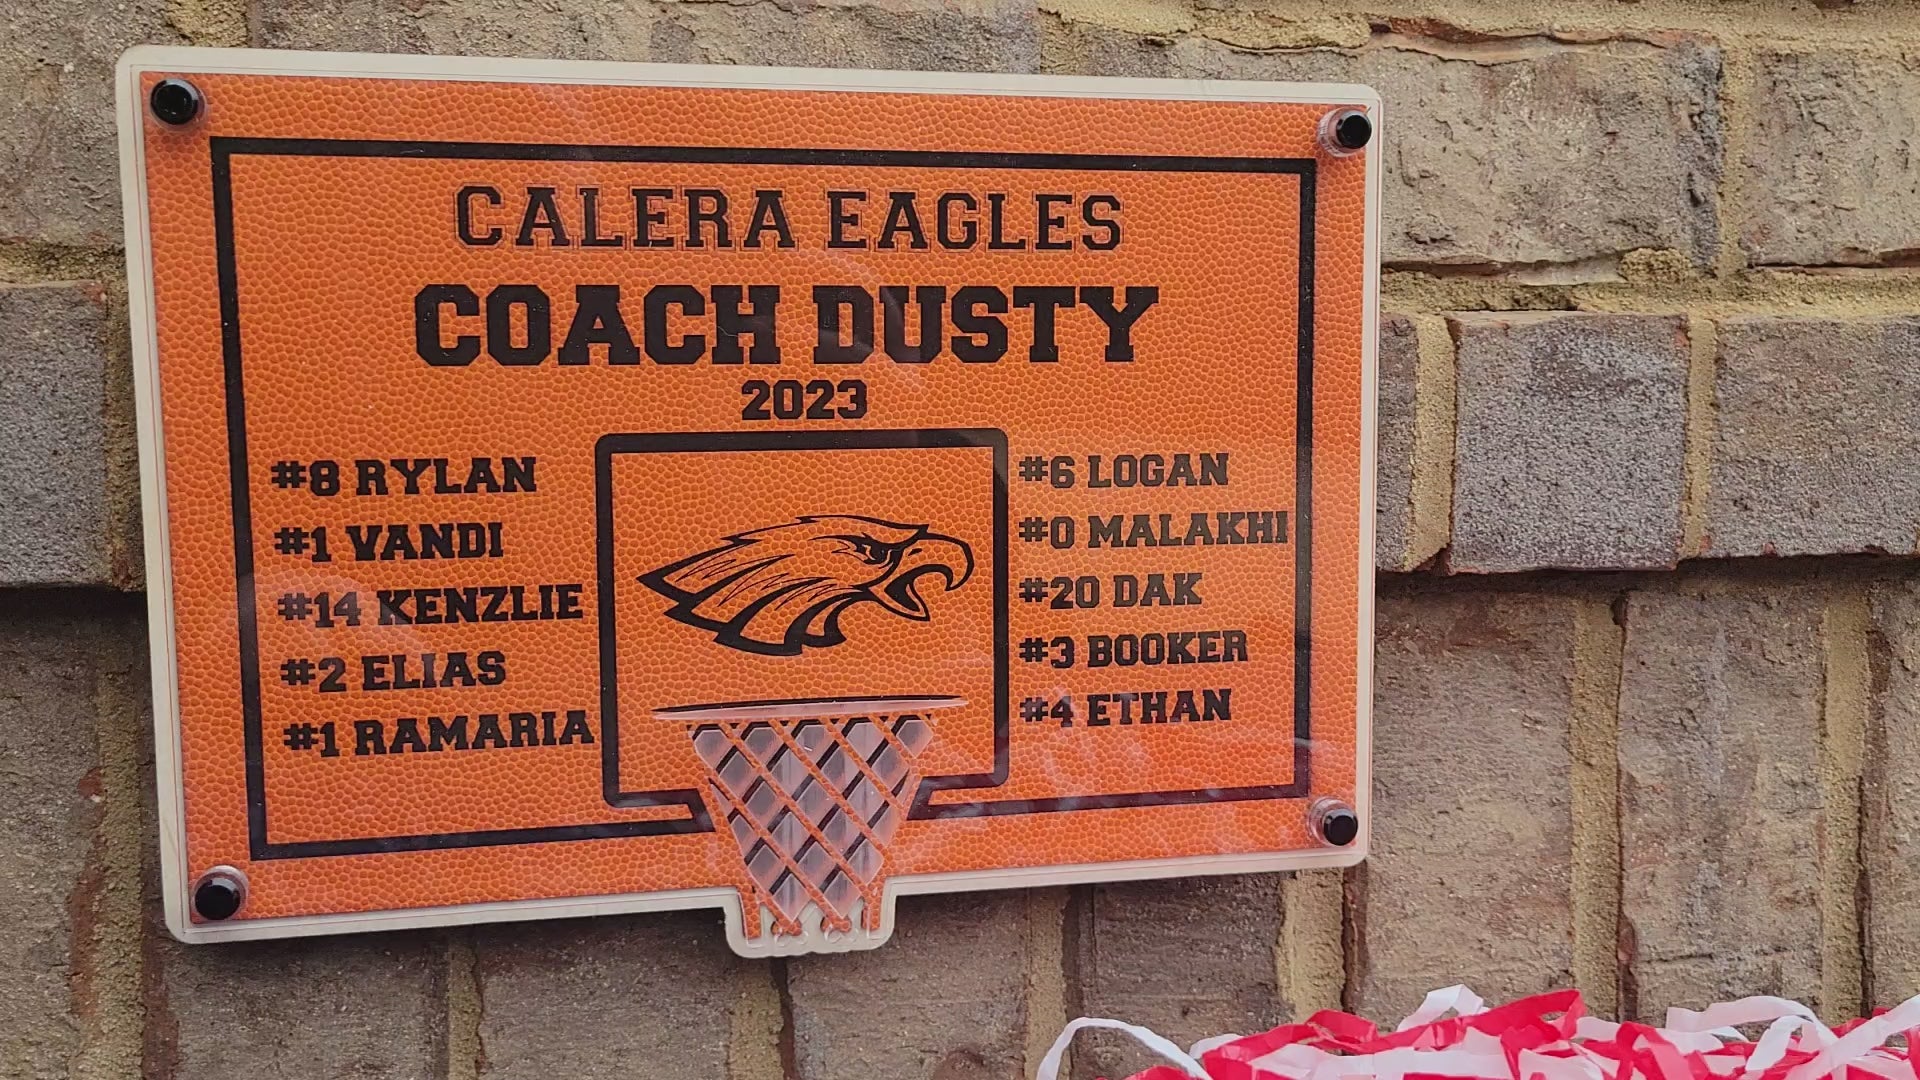 CALERA EAGLES
COACH DUSTY
2023
#8 RYLAN
#1 VANDI
#14 KENZLIE
#2 ELIAS
#1 RAMARIA
#6 LOGAN
#0 MALAKHI
#20 DAK
#3 BOOKER
#4 ETHAN